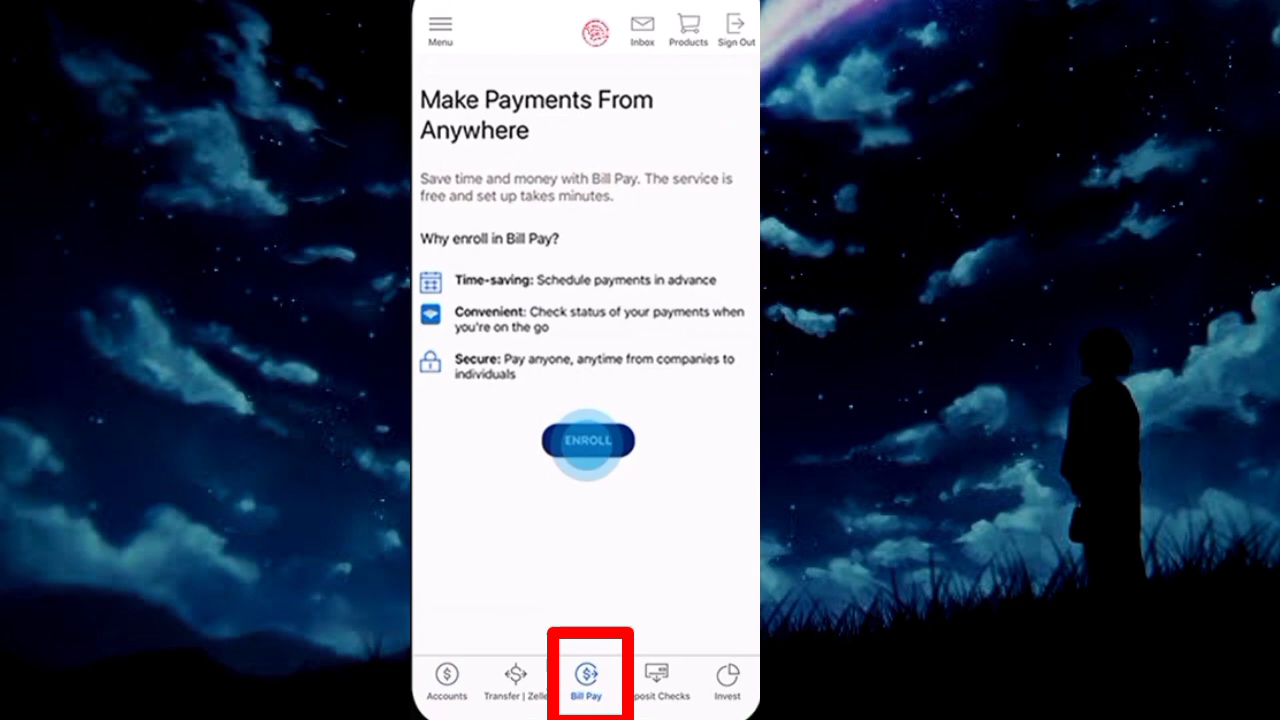 Menu
Inbox
Products
Sign Out
Make Payments From
Anywhere
Save time and money with Bill Pay. The service is
free and set up takes minutes.
Why enroll in Bill Pay?
Time-saving: Schedule payments in advance
Convenient: Check status of your payments when
you're on the go
Secure: Pay anyone, anytime from companies to
individuals
ENROLL
Accounts
Transfer | Zelle
Bill Pay
posit Checks
Invest